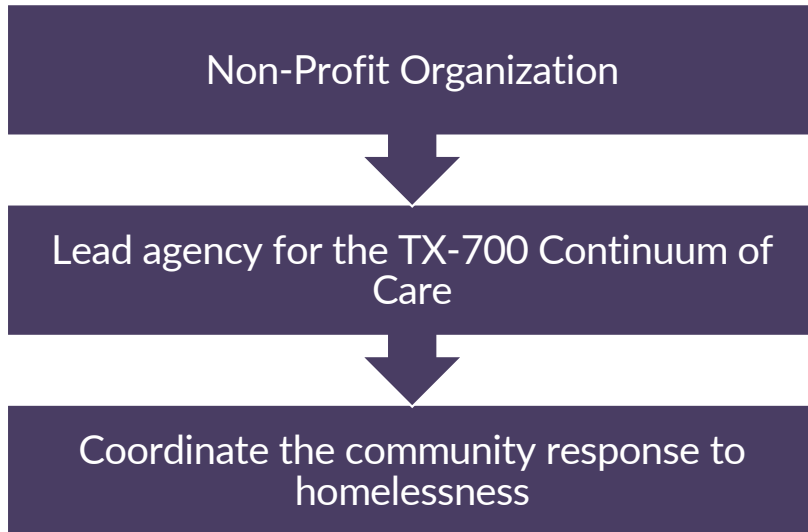 Non-Profit Organization
Lead agency for the TX-700 Continuum of
Care
Coordinate the community response to
homelessness